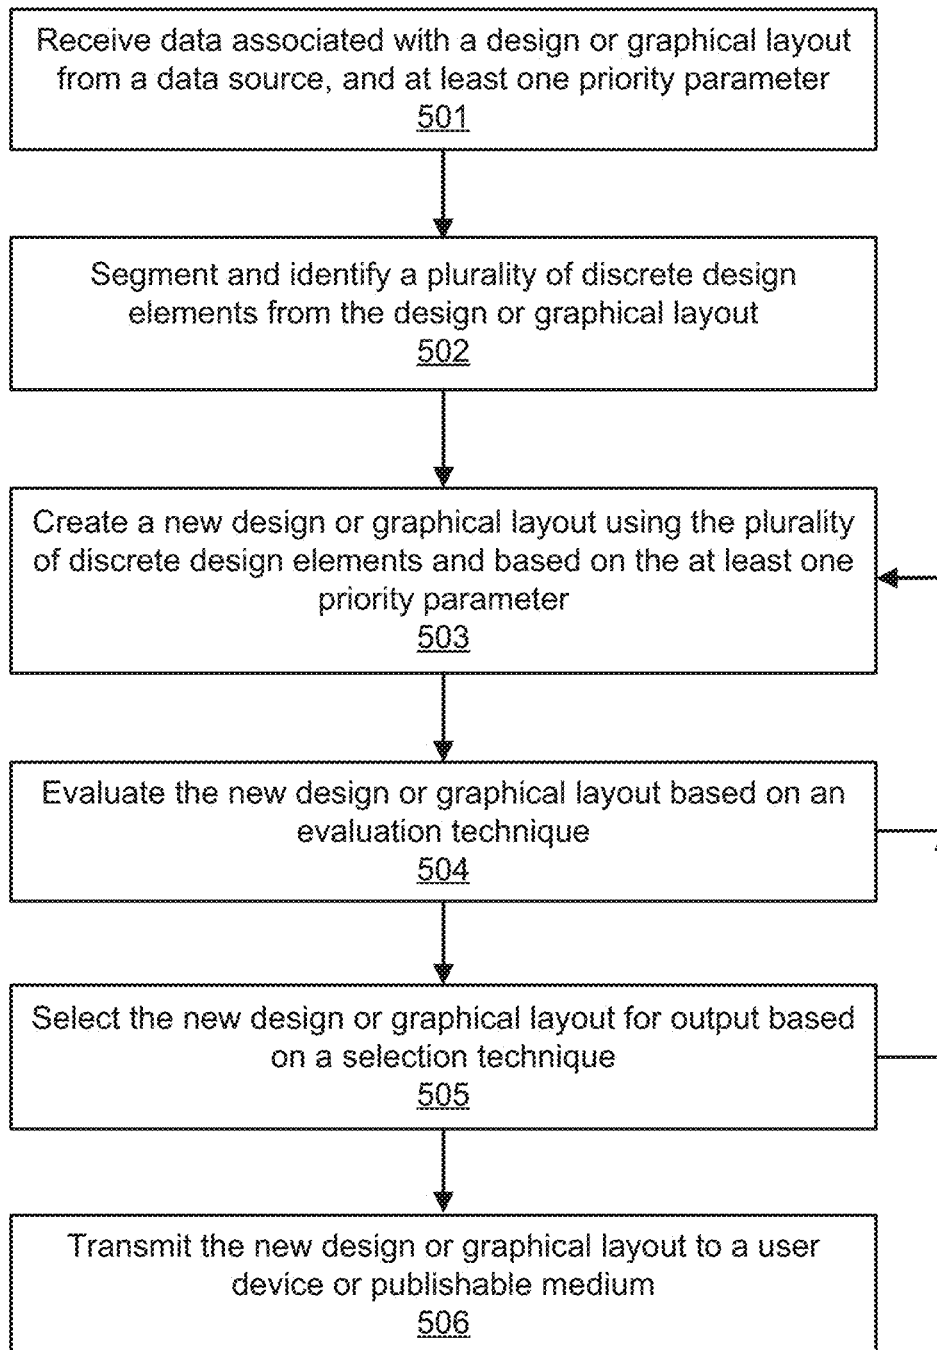 Receive data associated with a design or graphical layout
from a data source, and at least one priority parameter
501
Segment and identify a plurality of discrete design
elements from the design or graphical layout
502
Create a new design or graphical layout using the plurality
of discrete design elements and based on the at least one
priority parameter
503
Evaluate the new design or graphical layout based on an
evaluation technique
504
Select the new design or graphical layout for output based
on a selection technique
505
Transmit the new design or graphical layout to a user
device or publishable medium
506